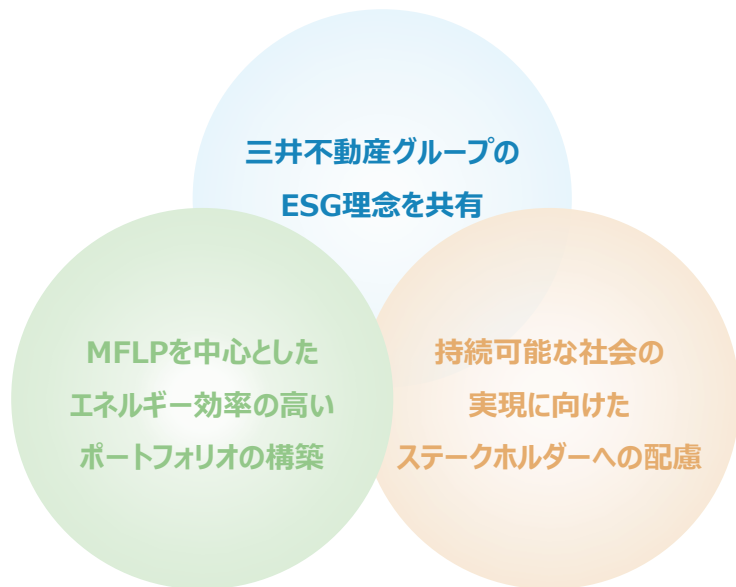 三井不動産グループの
ESG理念を共有
MFLPを中心とした
エネルギー効率の高い
ポートフォリオの構築
持続可能な社会の
実現に向けた
ステークホルダーへの配慮